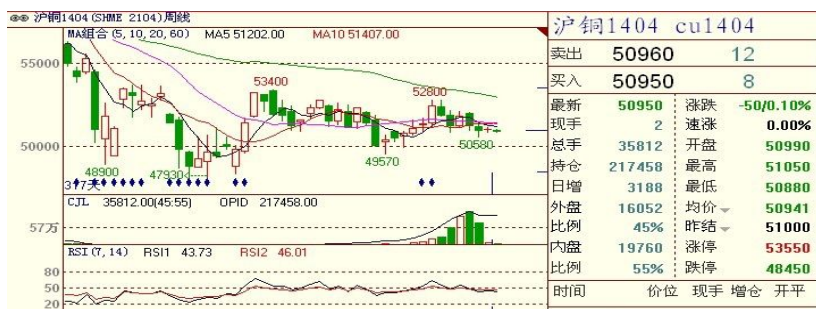 沪铜1404 (SHME 2104) 周线
MA组合 (5, 10, 20, 60) MA5 51202.00 MA10 51407.00
55000
53400
52800
50000
50580
49570
48900
47930
317天
CJL 35812.00(45:55) OPID 217458.00
57万
RSI (7, 14) RSI1 43.73 RSI2 46.01
80
50
20
沪铜1404 cu1404
卖出 50960 12
买入 50950 8
最新 50950 涨跌 -50/0.10%
现手 2 速涨 0.00%
总手 35812 开盘 50990
持仓 217458 最高 51050
日增 3188 最低 50880
外盘 16052 均价 50941
比例 45% 昨结 51000
内盘 19760 涨停 53550
比例 55% 跌停 48450
时间 价位 现手 增仓 开平